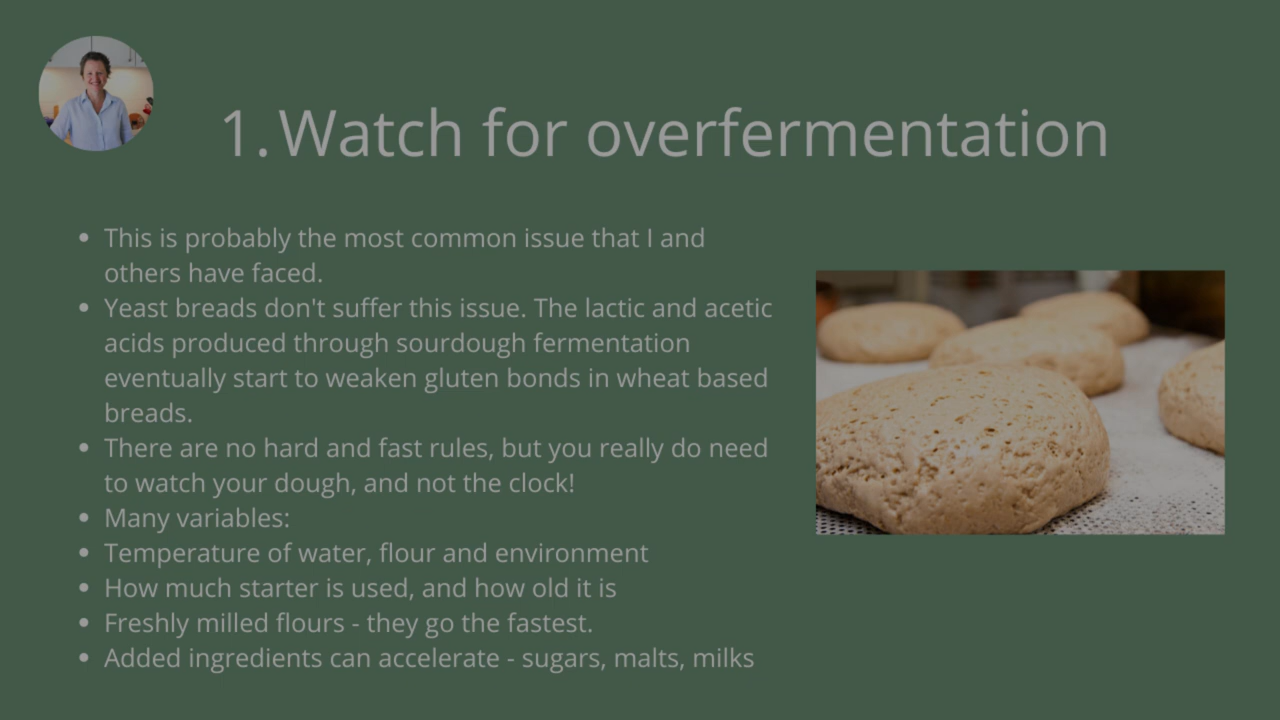 1. Watch for overfermentation
• This is probably the most common issue that I and
others have faced.
• Yeast breads don't suffer this issue. The lactic and acetic
acids produced through sourdough fermentation
eventually start to weaken gluten bonds in wheat based
breads.
• There are no hard and fast rules, but you really do need
to watch your dough, and not the clock!
• Many variables:
• Temperature of water, flour and environment
• How much starter is used, and how old it is
• Freshly milled flours - they go the fastest.
• Added ingredients can accelerate - sugars, malts, milks